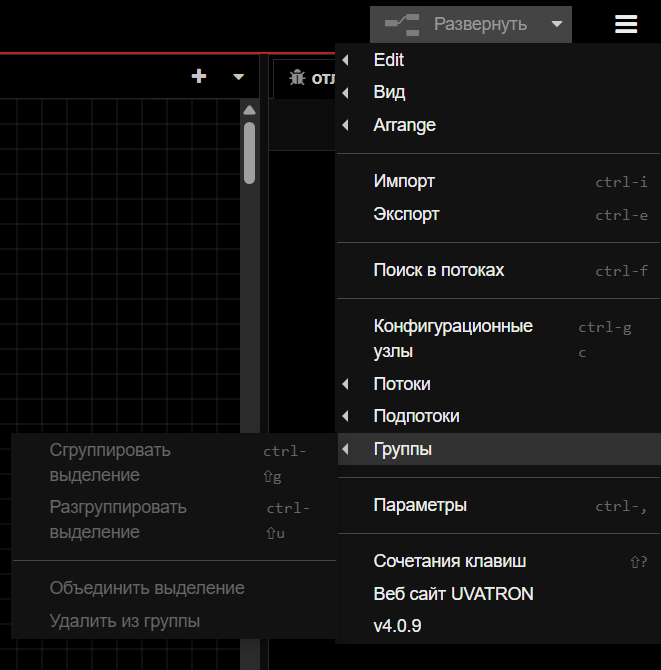 Развернуть
отл
Edit
Вид
Arrange
Импорт ctrl-i
Экспорт ctrl-e
Поиск в потоках ctrl-f
Конфигурационные ctrl-g
узлы c
Потоки
Подпотоки
Группы
Сгруппировать ctrl-
выделение ⇧g
Разгруппировать ctrl-
выделение ⇧u
Объединить выделение
Удалить из группы
Параметры ctrl-,
Сочетания клавиш ⇧?
Веб сайт UVATRON
v4.0.9